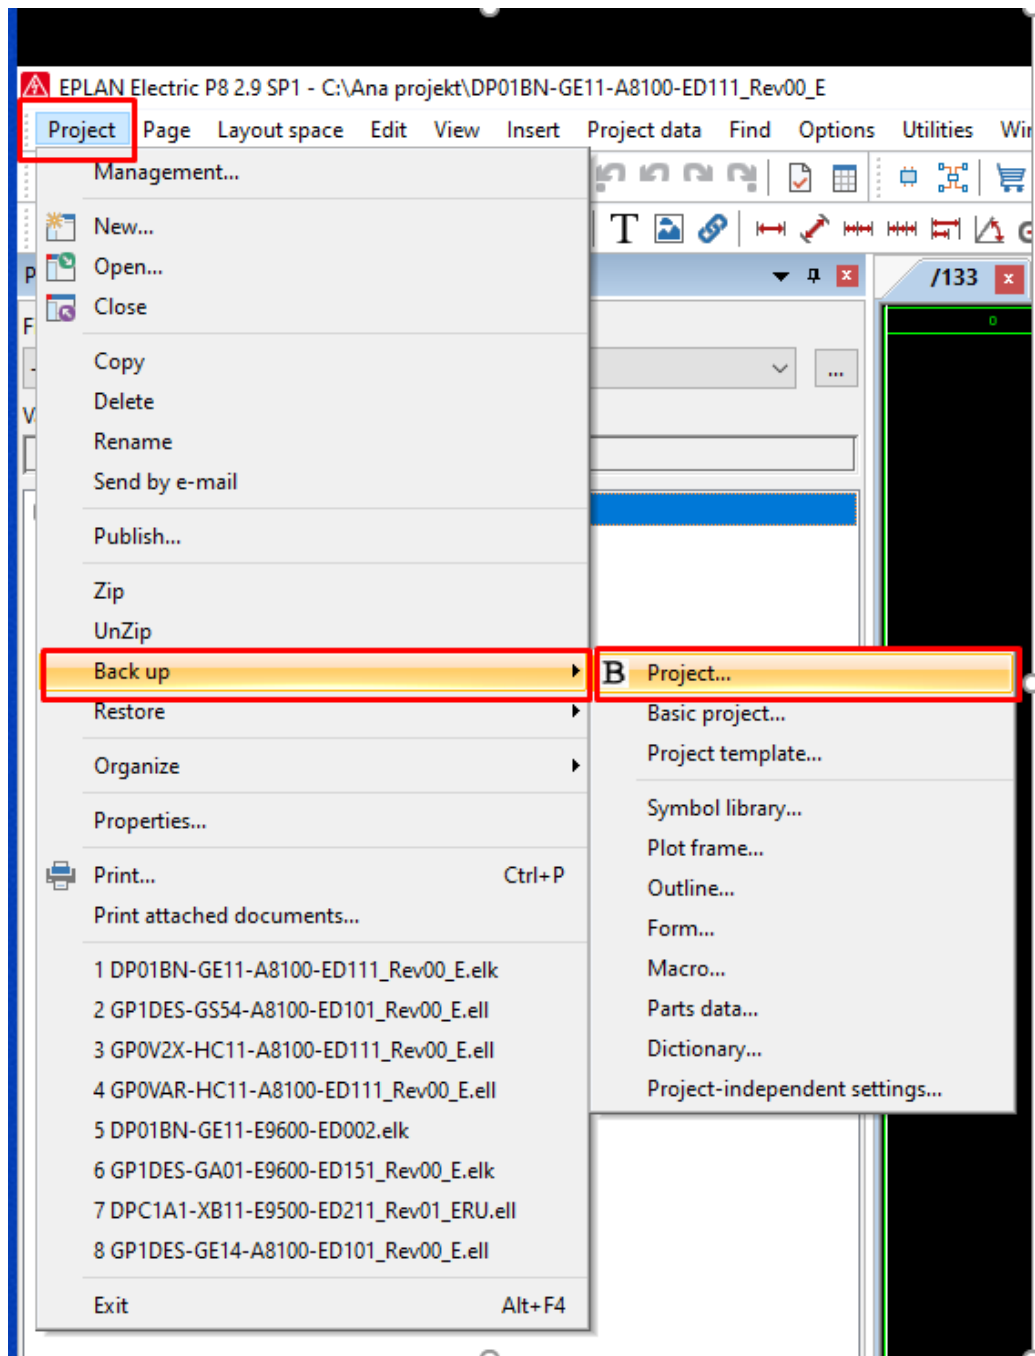 EPLAN Electric P8 2.9 SP1 - C:\Ana projekt\DP01BN-GE11-A8100-ED111_Rev00_E
Project Page Layout space Edit View Insert Project data Find Options Utilities
Management...
New...
Open...
Close
Copy
Delete
Rename
Send by e-mail
Publish...
Zip
UnZip
Back up
Restore
Organize
Properties...
Print... Ctrl+P
Print attached documents...
1 DP01BN-GE11-A8100-ED111_Rev00_E.elk
2 GP1DES-GS54-A8100-ED101_Rev00_E.ell
3 GP0V2X-HC11-A8100-ED111_Rev00_E.ell
4 GP0VAR-HC11-A8100-ED111_Rev00_E.ell
5 DP01BN-GE11-E9600-ED002.elk
6 GP1DES-GA01-E9600-ED151_Rev00_E.elk
7 DPC1A1-XB11-E9500-ED211_Rev01_ERU.ell
8 GP1DES-GE14-A8100-ED101_Rev00_E.ell
Exit Alt+F4
T
/133
0
...
B Project...
Basic project...
Project template...
Symbol library...
Plot frame...
Outline...
Form...
Macro...
Parts data...
Dictionary...
Project-independent settings...